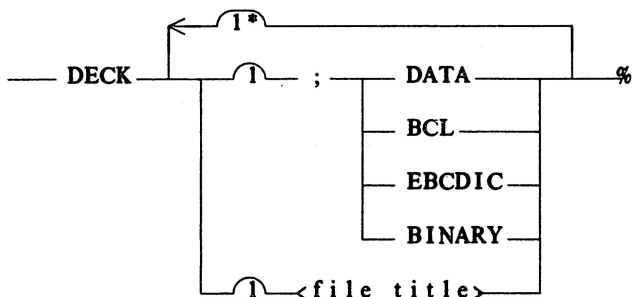 1*
DECK 1 ; DATA %
BCL
EBCDIC
BINARY
1 <file title>